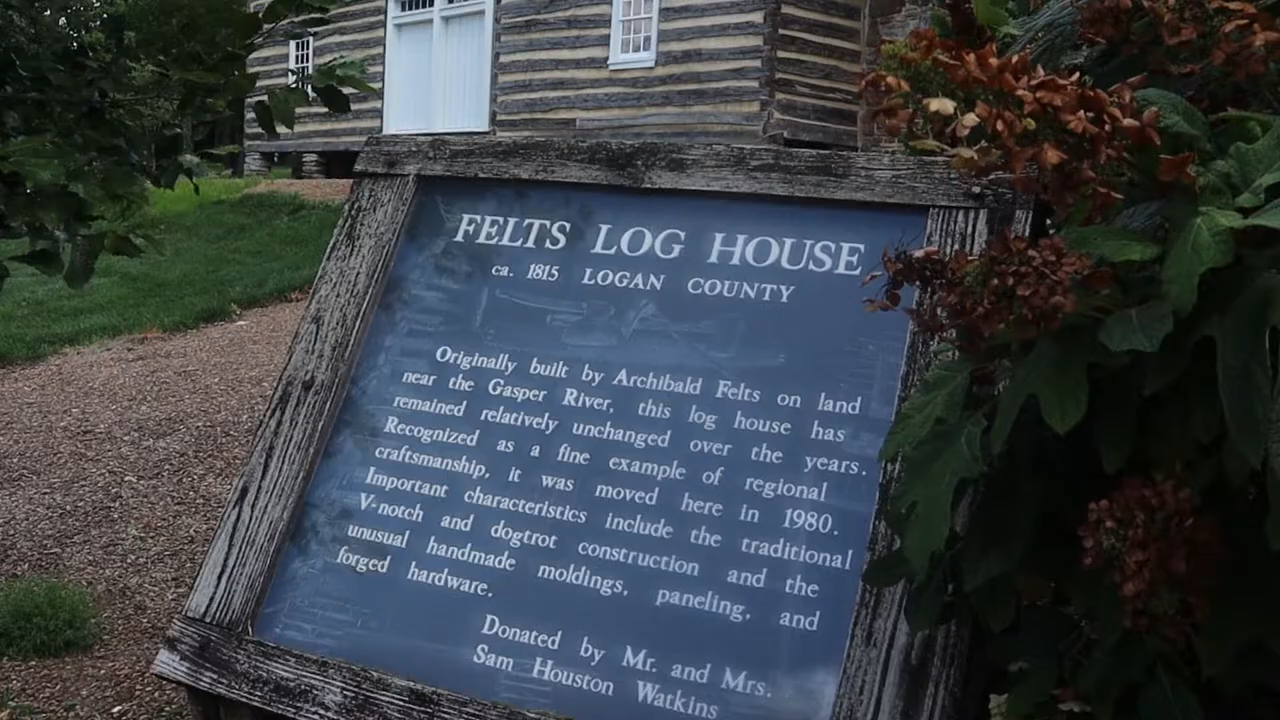 FELTS LOG HOUSE
ca. 1815 LOGAN COUNTY
Originally built by Archibald Felts on land
near the Gasper River, this log house has
remained relatively unchanged over the years.
Recognized as a fine example of regional
craftsmanship, it was moved here in 1980.
Important characteristics include the traditional
V-notch and dogtrot construction and the
unusual handmade moldings, paneling, and
forged hardware.
Donated by Mr. and Mrs.
Sam Houston Watkins